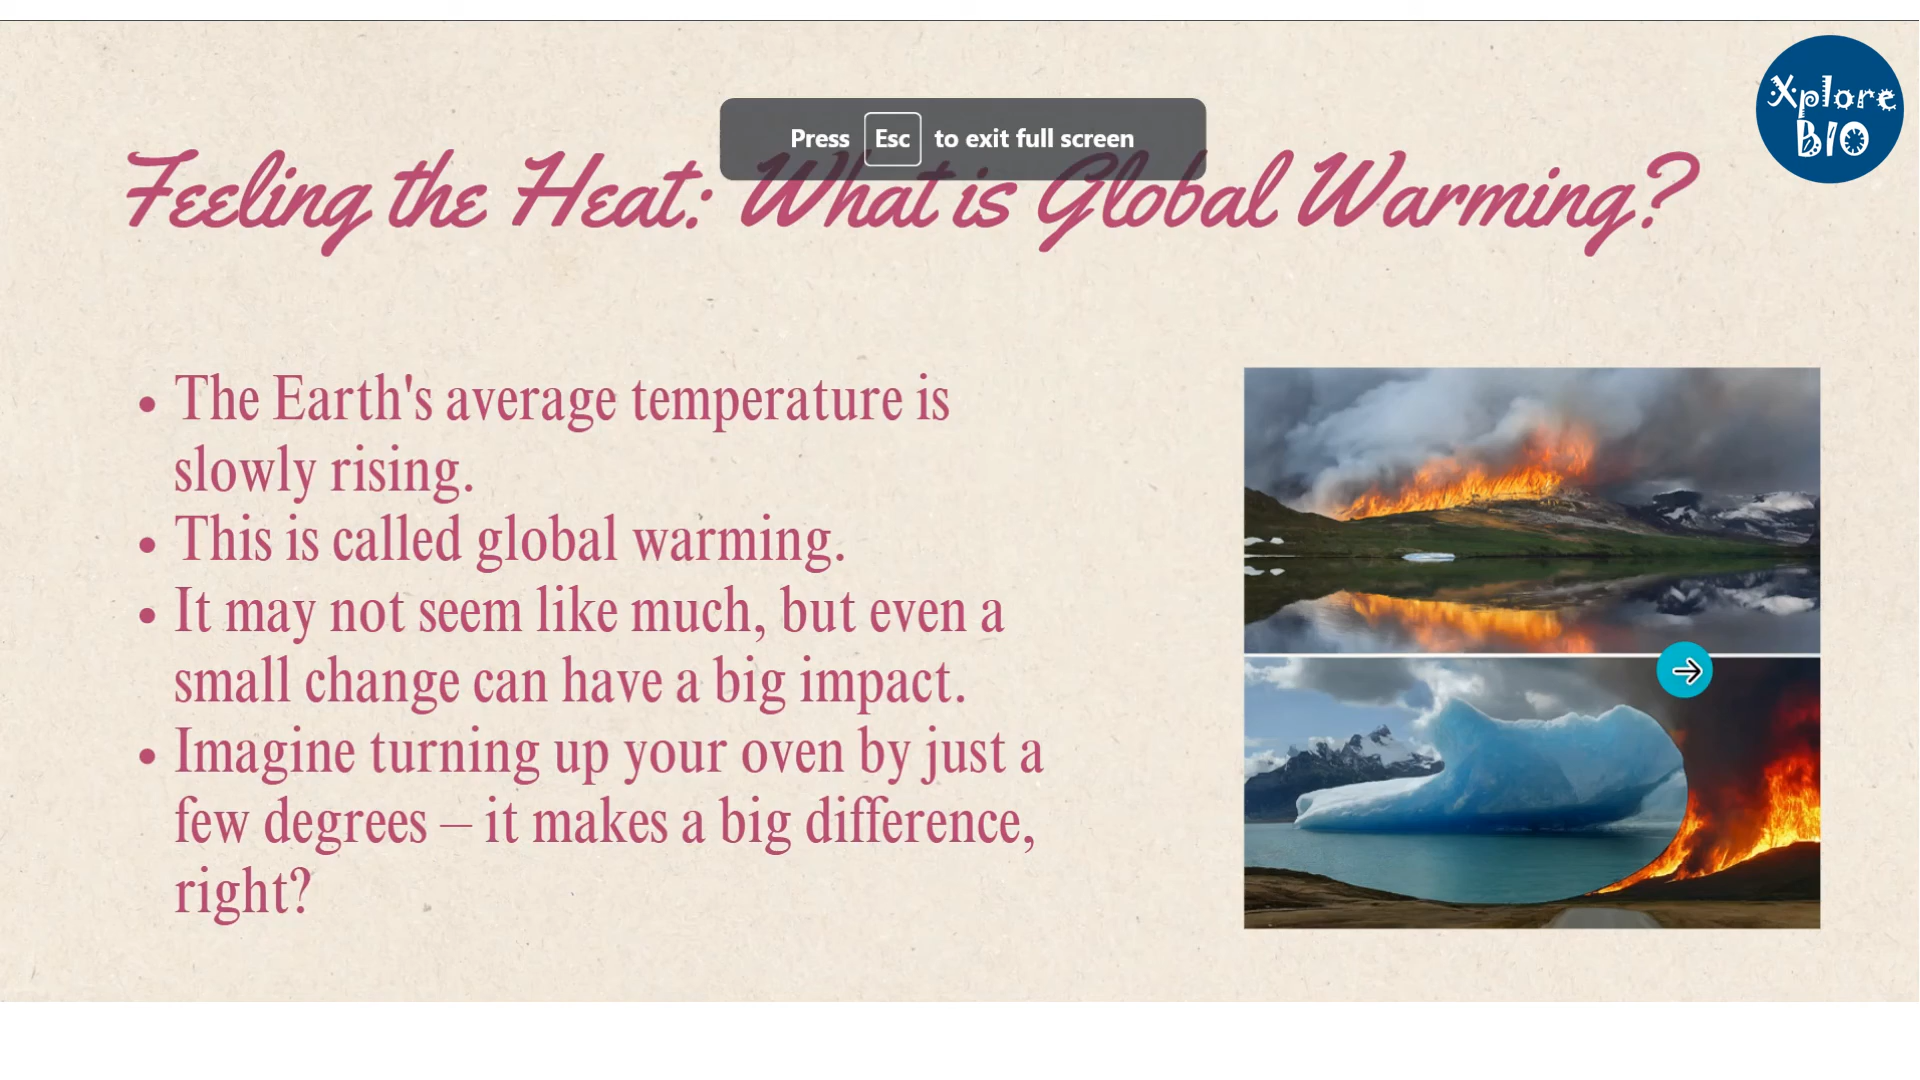 Xplore
BIO
Press Esc to exit full screen
Feeling the Heat: What is Global Warming?
• The Earth's average temperature is
slowly rising.
• This is called global warming.
• It may not seem like much, but even a
small change can have a big impact.
• Imagine turning up your oven by just a
few degrees – it makes a big difference,
right?